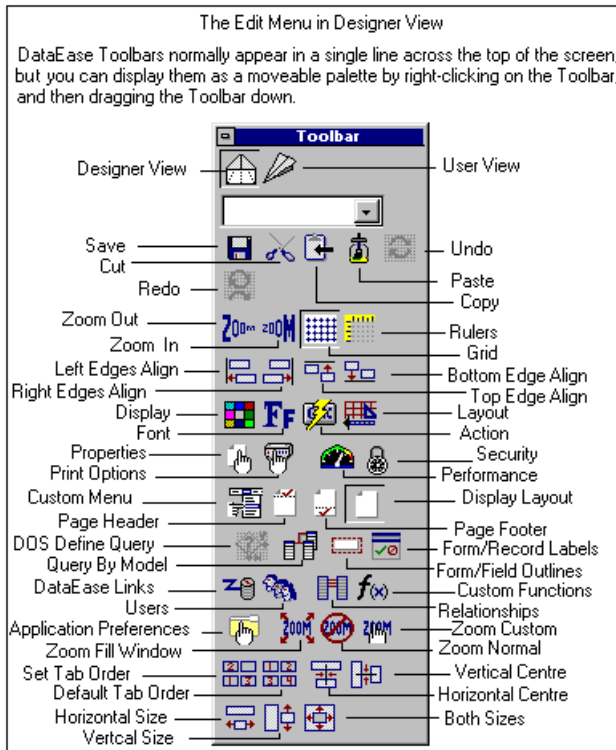 The Edit Menu in Designer View
DataEase Toolbars normally appear in a single line across the top of the screen,
but you can display them as a moveable palette by right-clicking on the Toolbar,
and then dragging the Toolbar down.
Toolbar
Designer View
User View
Save
Cut
Undo
Paste
Redo
Copy
Zoom Out
Zoom In
Rulers
Grid
Left Edges Align
Right Edges Align
Bottom Edge Align
Top Edge Align
Display
Font
Layout
Action
Properties
Print Options
Security
Performance
Custom Menu
Page Header
Display Layout
Page Footer
DOS Define Query
Query By Model
Form/Record Labels
Form/Field Outlines
DataEase Links
Users
Custom Functions
Relationships
Application Preferences
Zoom Fill Window
Zoom Custom
Zoom Normal
Set Tab Order
Default Tab Order
Vertical Centre
Horizontal Centre
Horizontal Size
Vertcal Size
Both Sizes